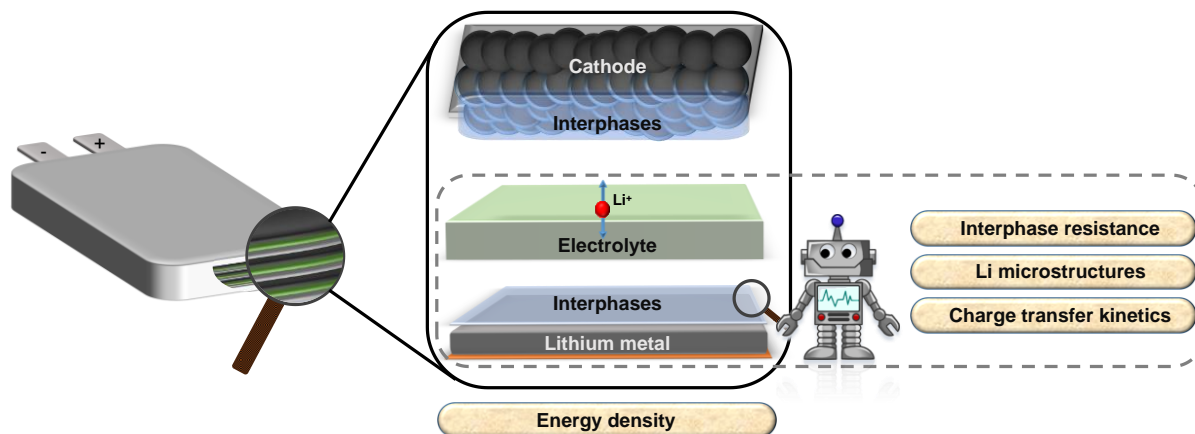 Cathode
Interphases
-
+
Li⁺
Electrolyte
Interphases
Lithium metal
Interphase resistance
Li microstructures
Charge transfer kinetics
Energy density